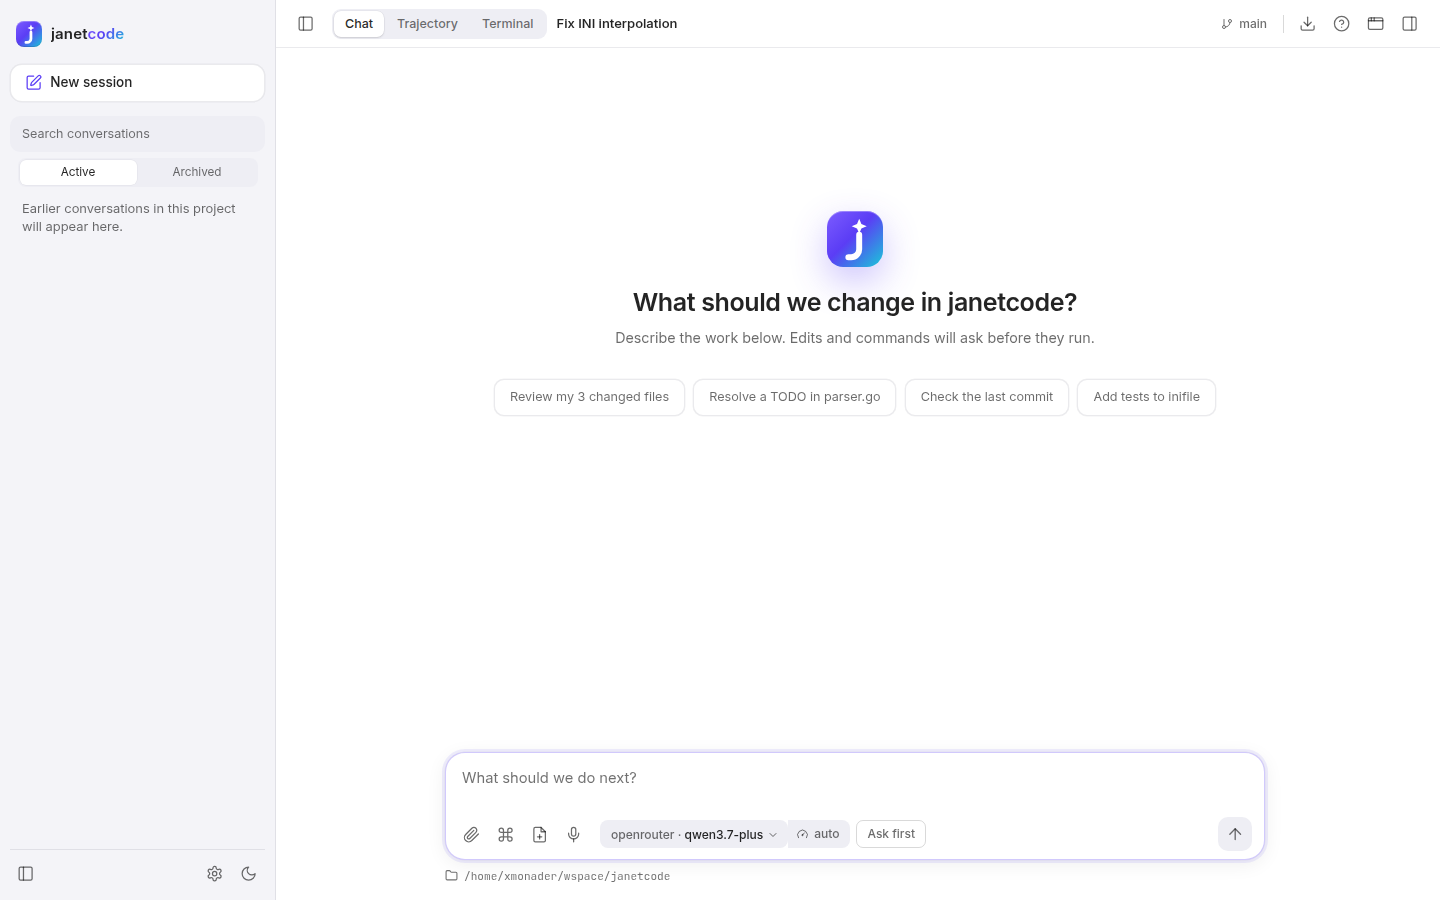 janetcode
New session
Search conversations
Active
Archived
Earlier conversations in this project
will appear here.
Chat
Trajectory
Terminal
Fix INI interpolation
main
What should we change in janetcode?
Describe the work below. Edits and commands will ask before they run.
Review my 3 changed files
Resolve a TODO in parser.go
Check the last commit
Add tests to inifile
What should we do next?
openrouter · qwen3.7-plus
auto
Ask first
/home/xmonader/wspace/janetcode